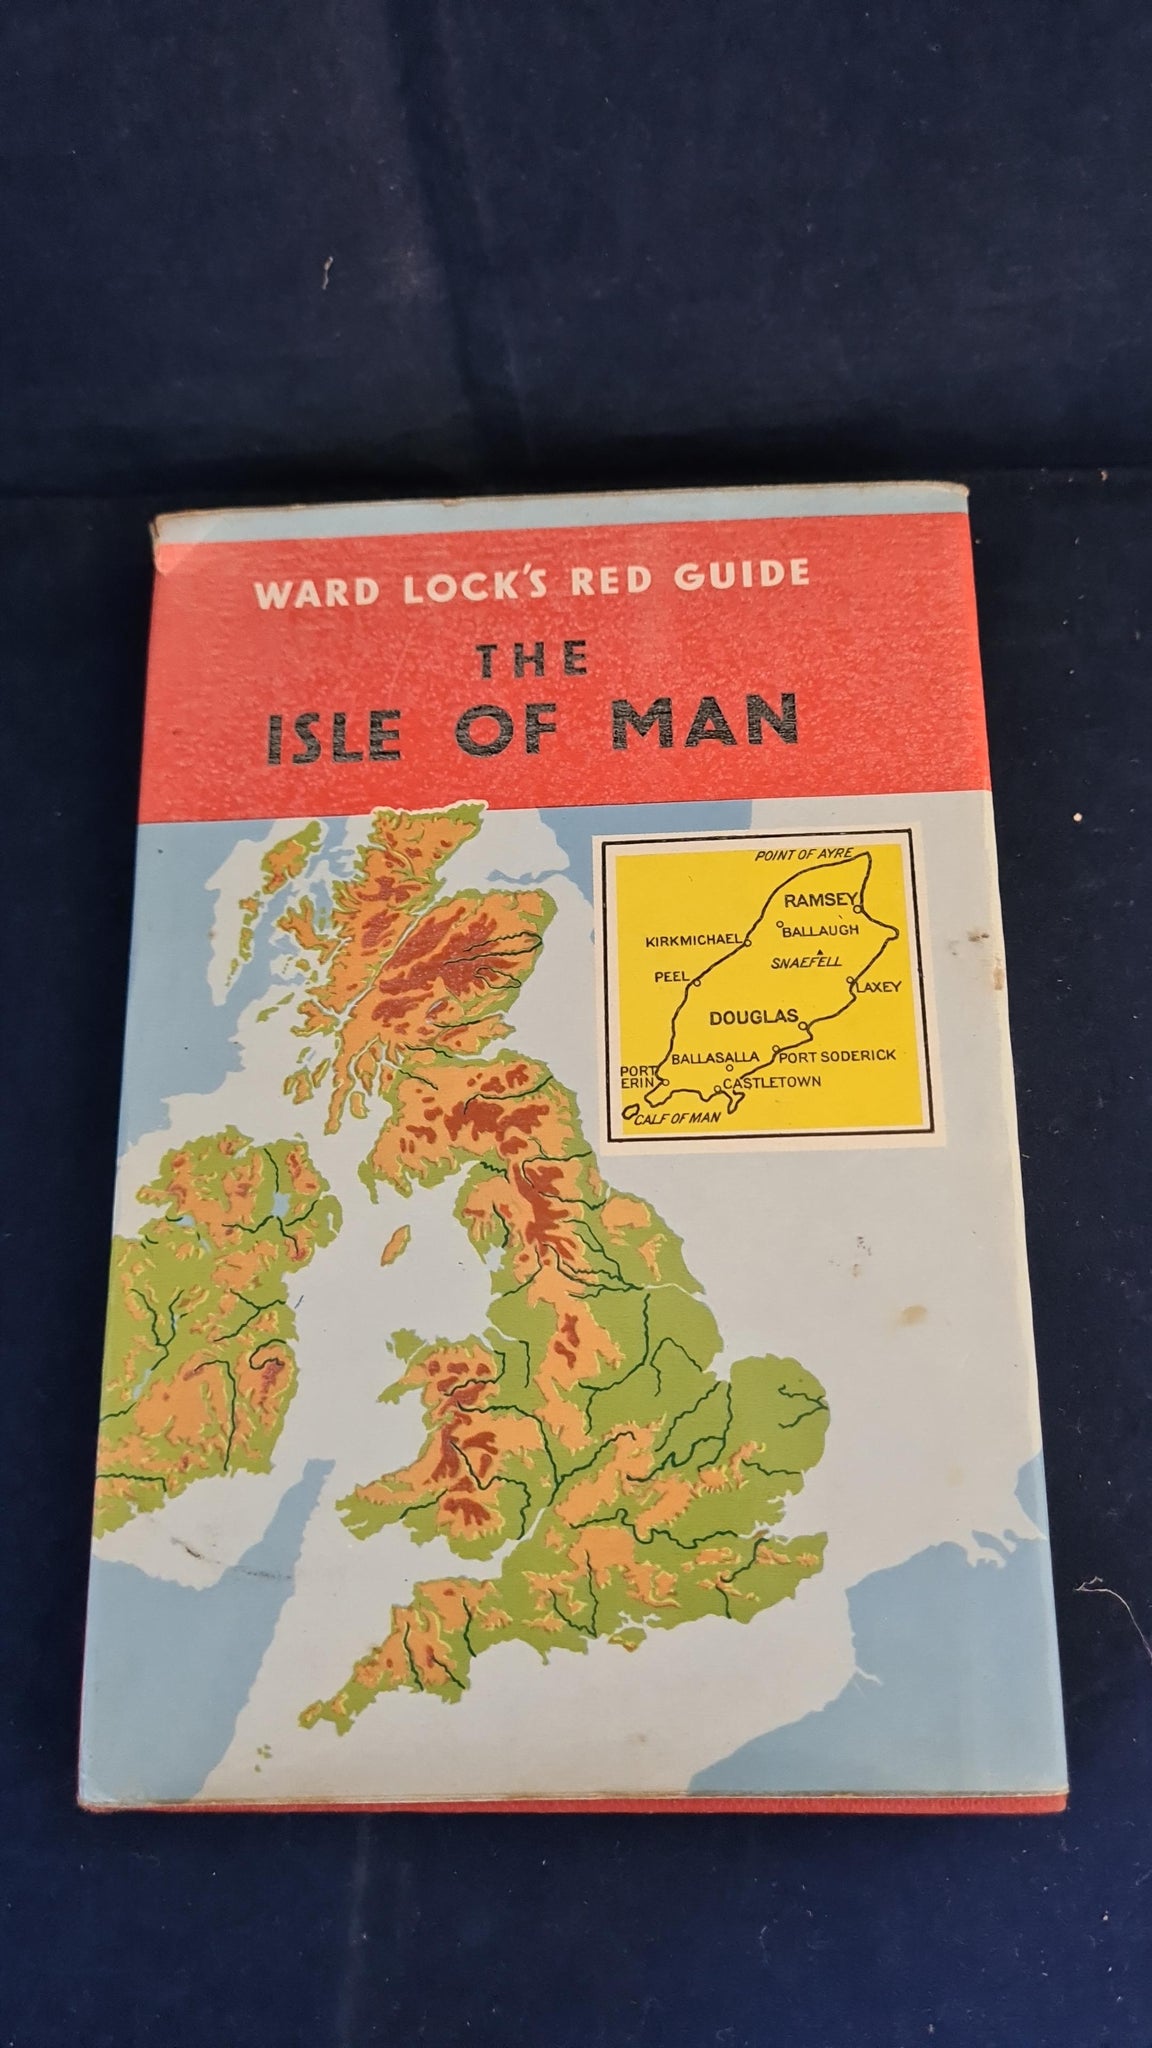 WARD LOCK'S RED GUIDE
THE
ISLE OF MAN
POINT OF AYRE
RAMSEY
BALLAUGH
KIRKMICHAEL
SNAEFELL
PEEL
LAXEY
DOUGLAS
BALLASALLA
PORT SODERICK
PORT
ERIN
CASTLETOWN
CALF OF MAN